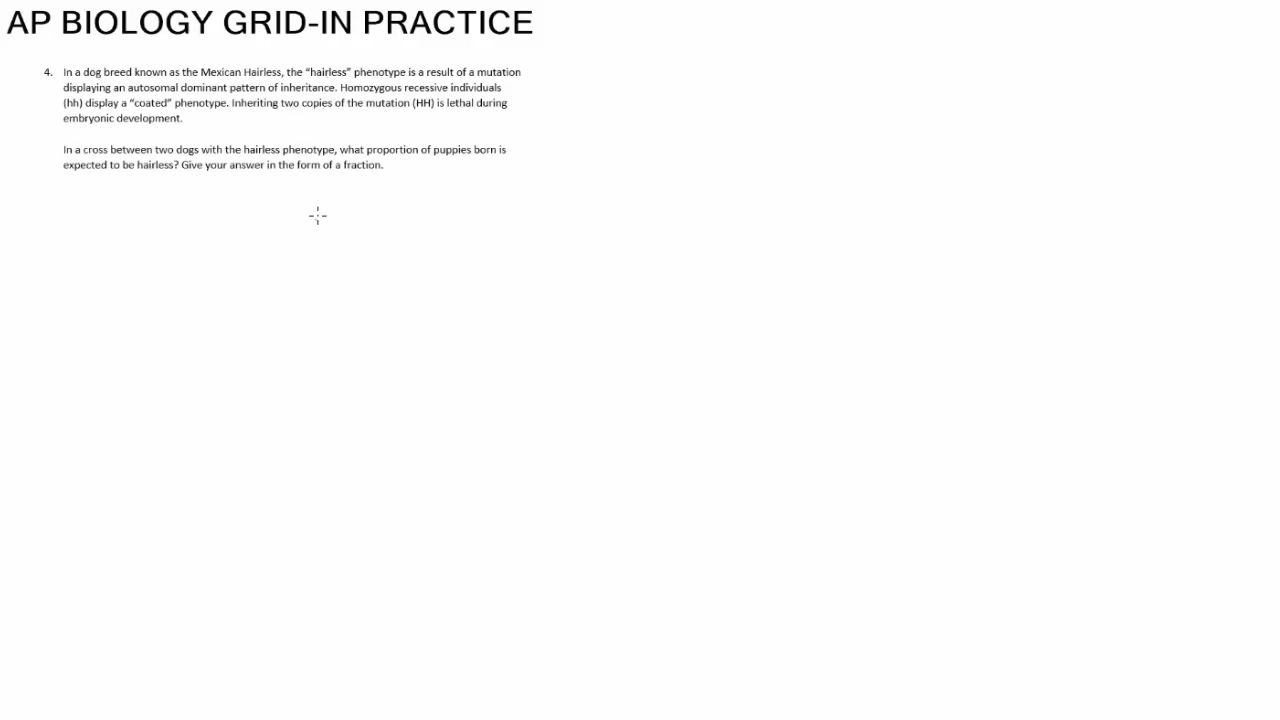 AP BIOLOGY GRID-IN PRACTICE
4. In a dog breed known as the Mexican Hairless, the “hairless” phenotype is a result of a mutation
displaying an autosomal dominant pattern of inheritance. Homozygous recessive individuals
(hh) display a “coated” phenotype. Inheriting two copies of the mutation (HH) is lethal during
embryonic development.
In a cross between two dogs with the hairless phenotype, what proportion of puppies born is
expected to be hairless? Give your answer in the form of a fraction.